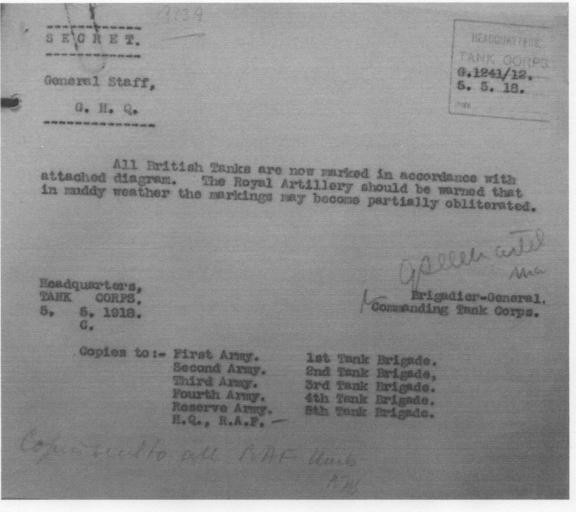 SECRET.
HEADQUARTERS,
TANK CORPS
G.1241/12.
5. 5. 18.
General Staff,
G. H. Q.
All British Tanks are now marked in accordance with
attached diagram. The Royal Artillery should be warned that
in muddy weather the markings may become partially obliterated.
Headquarters,
TANK CORPS,
5. 5. 1918.
C.
Brigadier-General.
Commanding Tank Corps.
Copies to:- First Army. 1st Tank Brigade.
Second Army. 2nd Tank Brigade,
Third Army. 3rd Tank Brigade.
Fourth Army. 4th Tank Brigade.
Reserve Army. 5th Tank Brigade.
H.Q., R.A.F. —
to all RAF Units